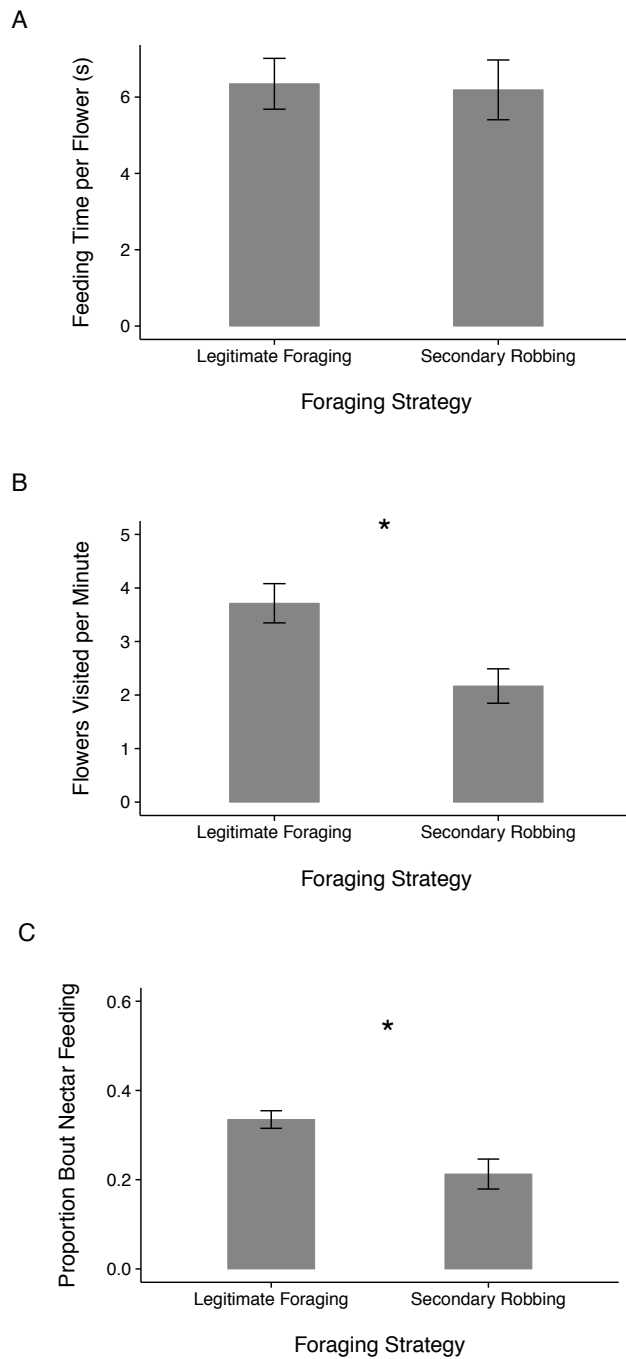 A
Feeding Time per Flower (s)
6
4
2
0
Legitimate Foraging Secondary Robbing
Foraging Strategy
B
*
Flowers Visited per Minute
5
4
3
2
1
0
Legitimate Foraging Secondary Robbing
Foraging Strategy
C
*
Proportion Bout Nectar Feeding
0.6
0.4
0.2
0.0
Legitimate Foraging Secondary Robbing
Foraging Strategy